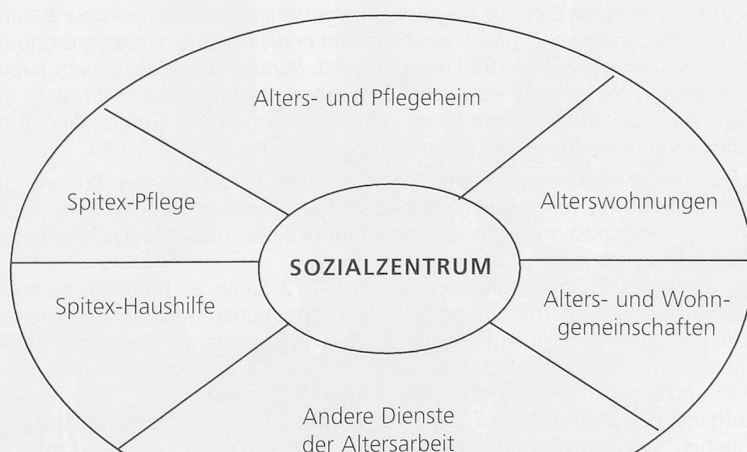 Alters- und Pflegeheim
Spitex-Pflege
Alterswohnungen
SOZIALZENTRUM
Spitex-Haushilfe
Alters- und Wohn-
gemeinschaften
Andere Dienste
der Altersarbeit